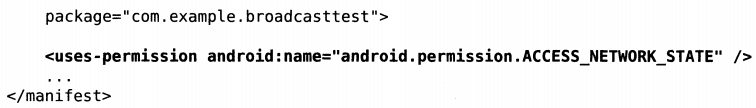 package="com.example.broadcasttest">
<uses-permission android:name="android.permission.ACCESS_NETWORK_STATE" />
...
</manifest>